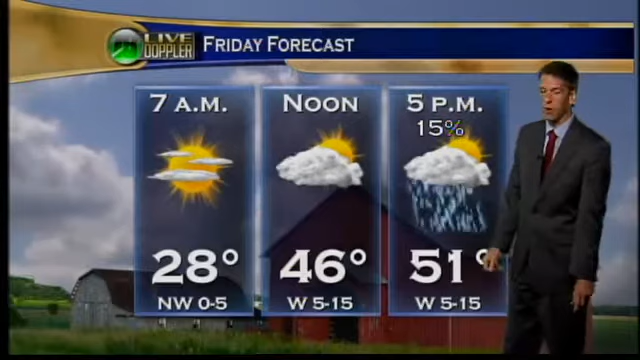 LIVE
DOPPLER
FRIDAY FORECAST
7 A.M.
NOON
5 P.M.
15%
28°
46°
51°
NW 0-5
W 5-15
W 5-15